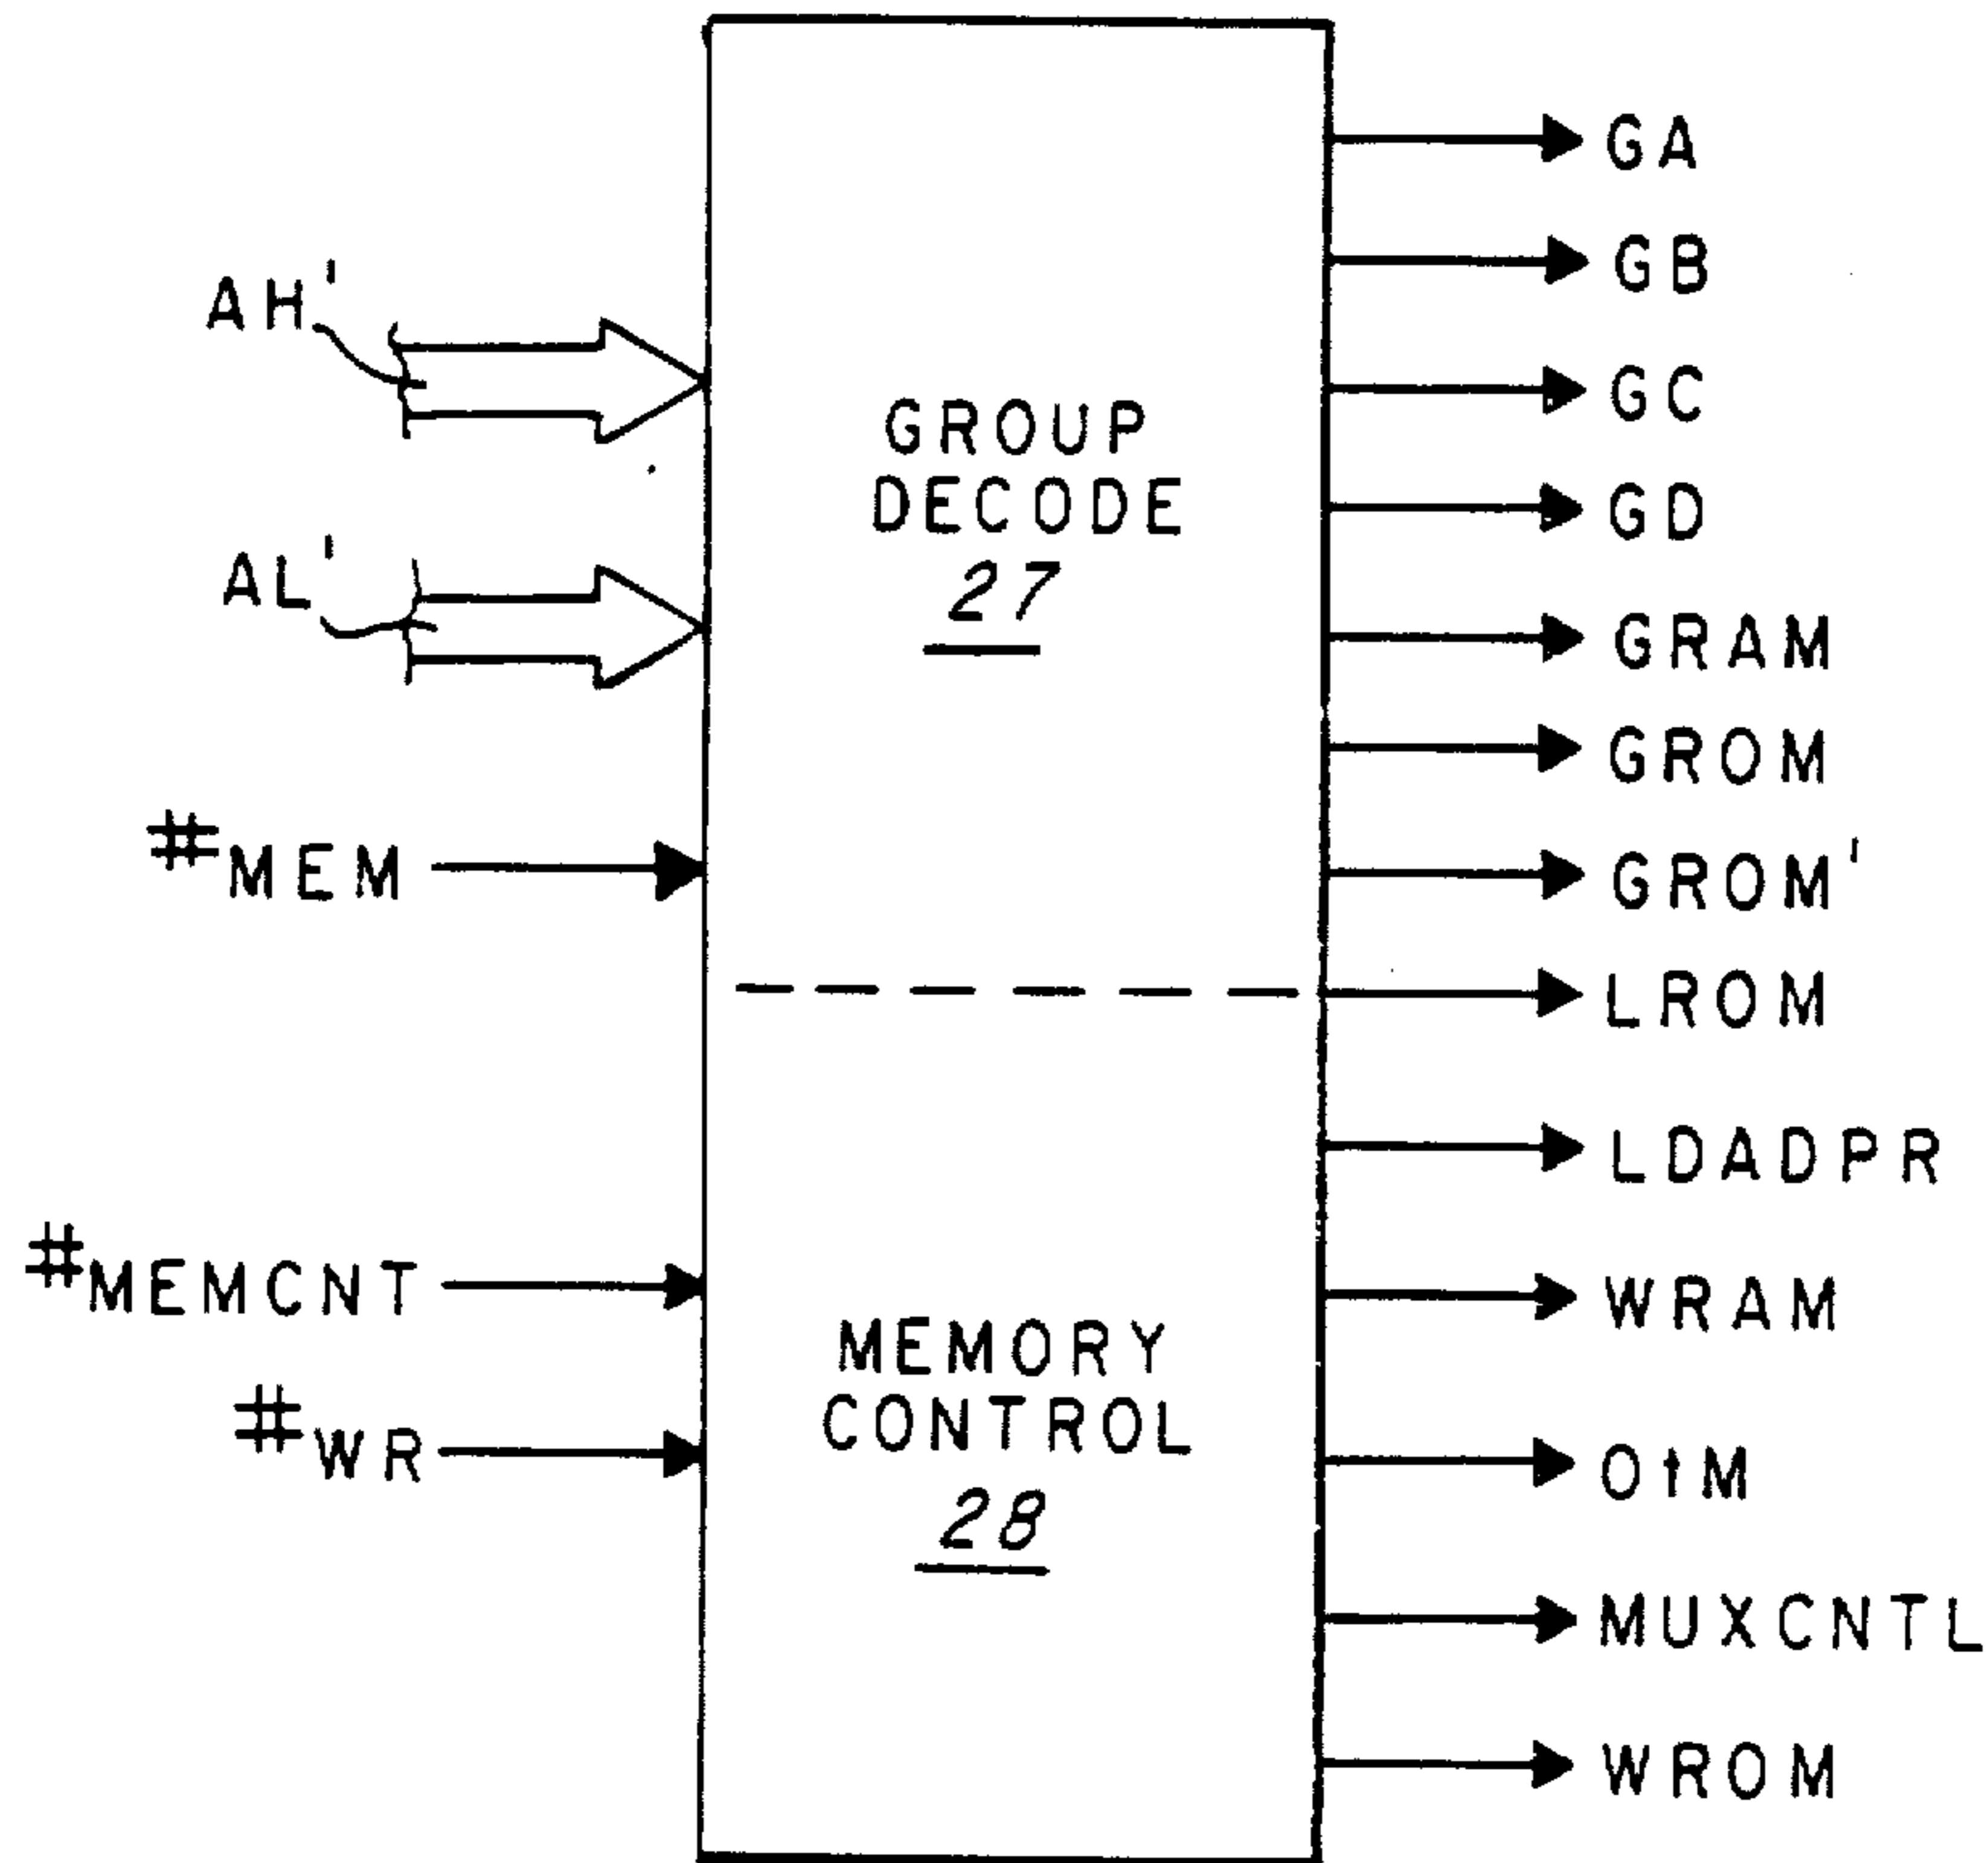 AH'
AL'
#MEM
#MEMCNT
#WR
GROUP
DECODE
27
MEMORY
CONTROL
28
GA
GB
GC
GD
GRAM
GROM
GROM'
LROM
LDADPR
WRAM
OtM
MUXCNTL
WROM